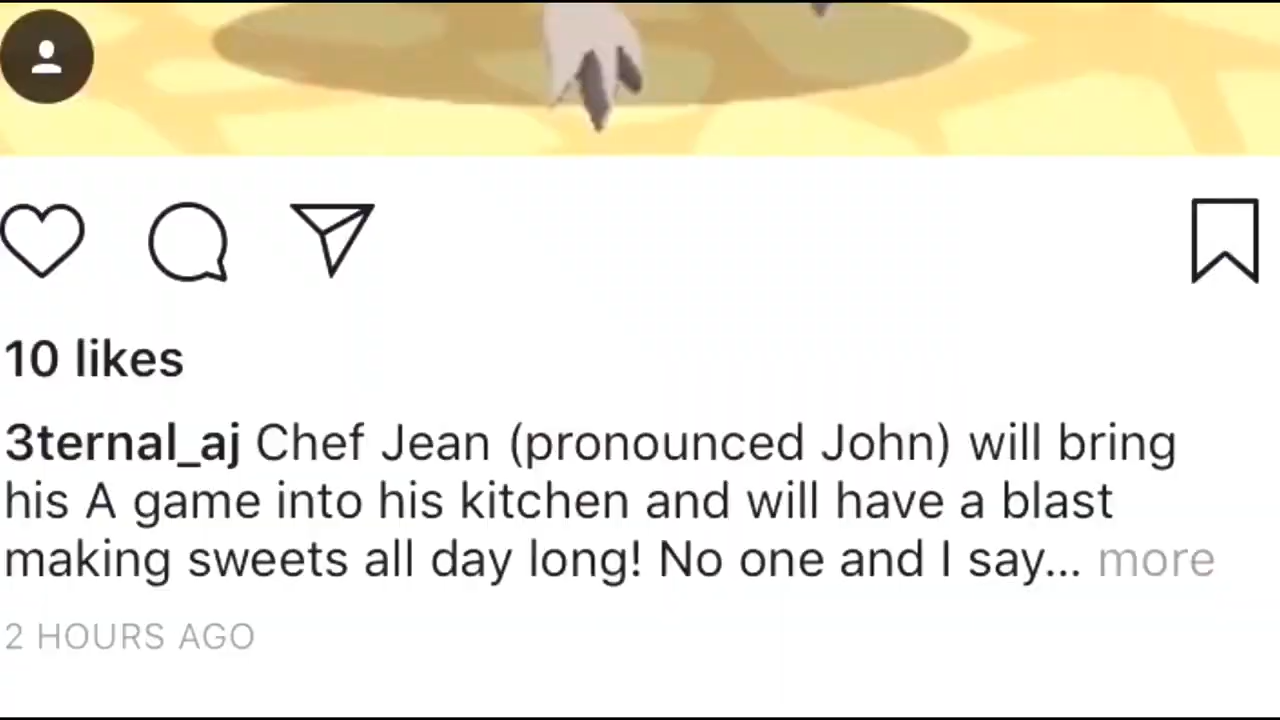 10 likes
3ternal_aj Chef Jean (pronounced John) will bring
his A game into his kitchen and will have a blast
making sweets all day long! No one and I say... more
2 HOURS AGO